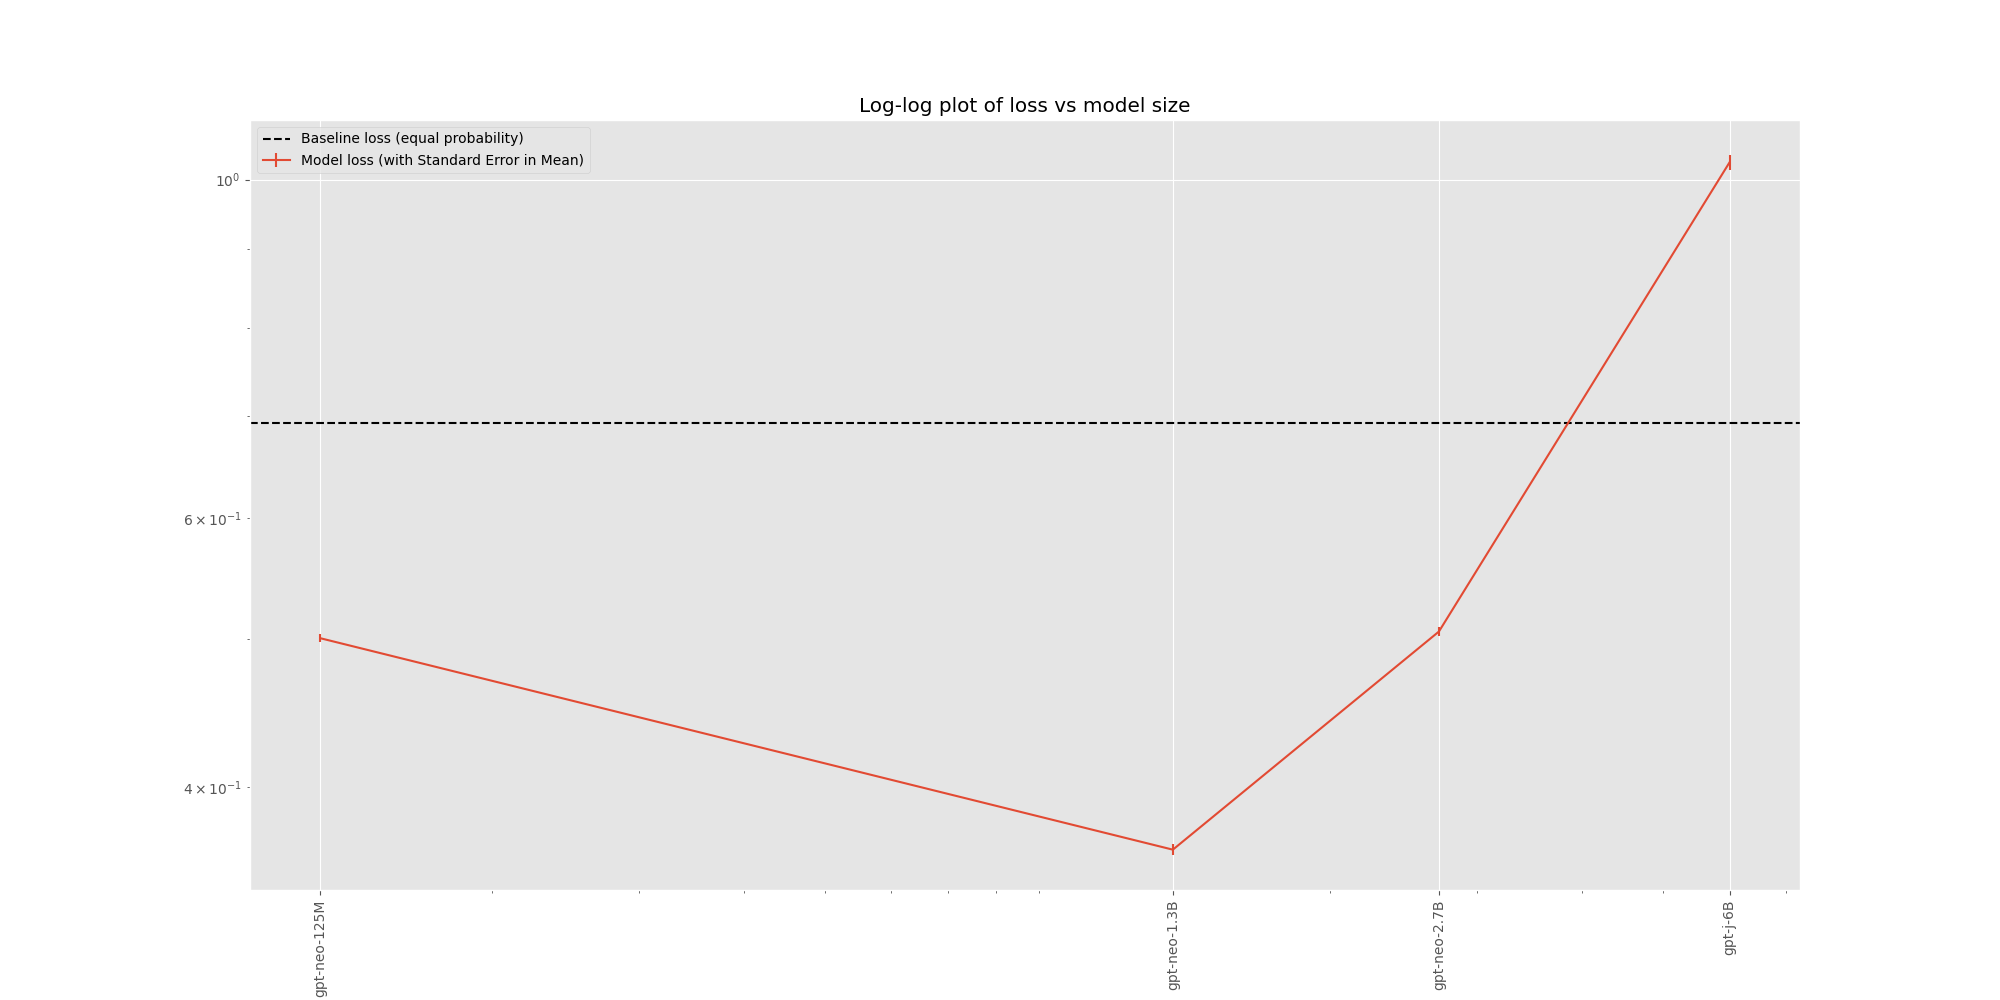 Log-log plot of loss vs model size
Baseline loss (equal probability)
Model loss (with Standard Error in Mean)
10⁰
6 × 10⁻¹
4 × 10⁻¹
gpt-neo-125M
gpt-neo-1.3B
gpt-neo-2.7B
gpt-j-6B